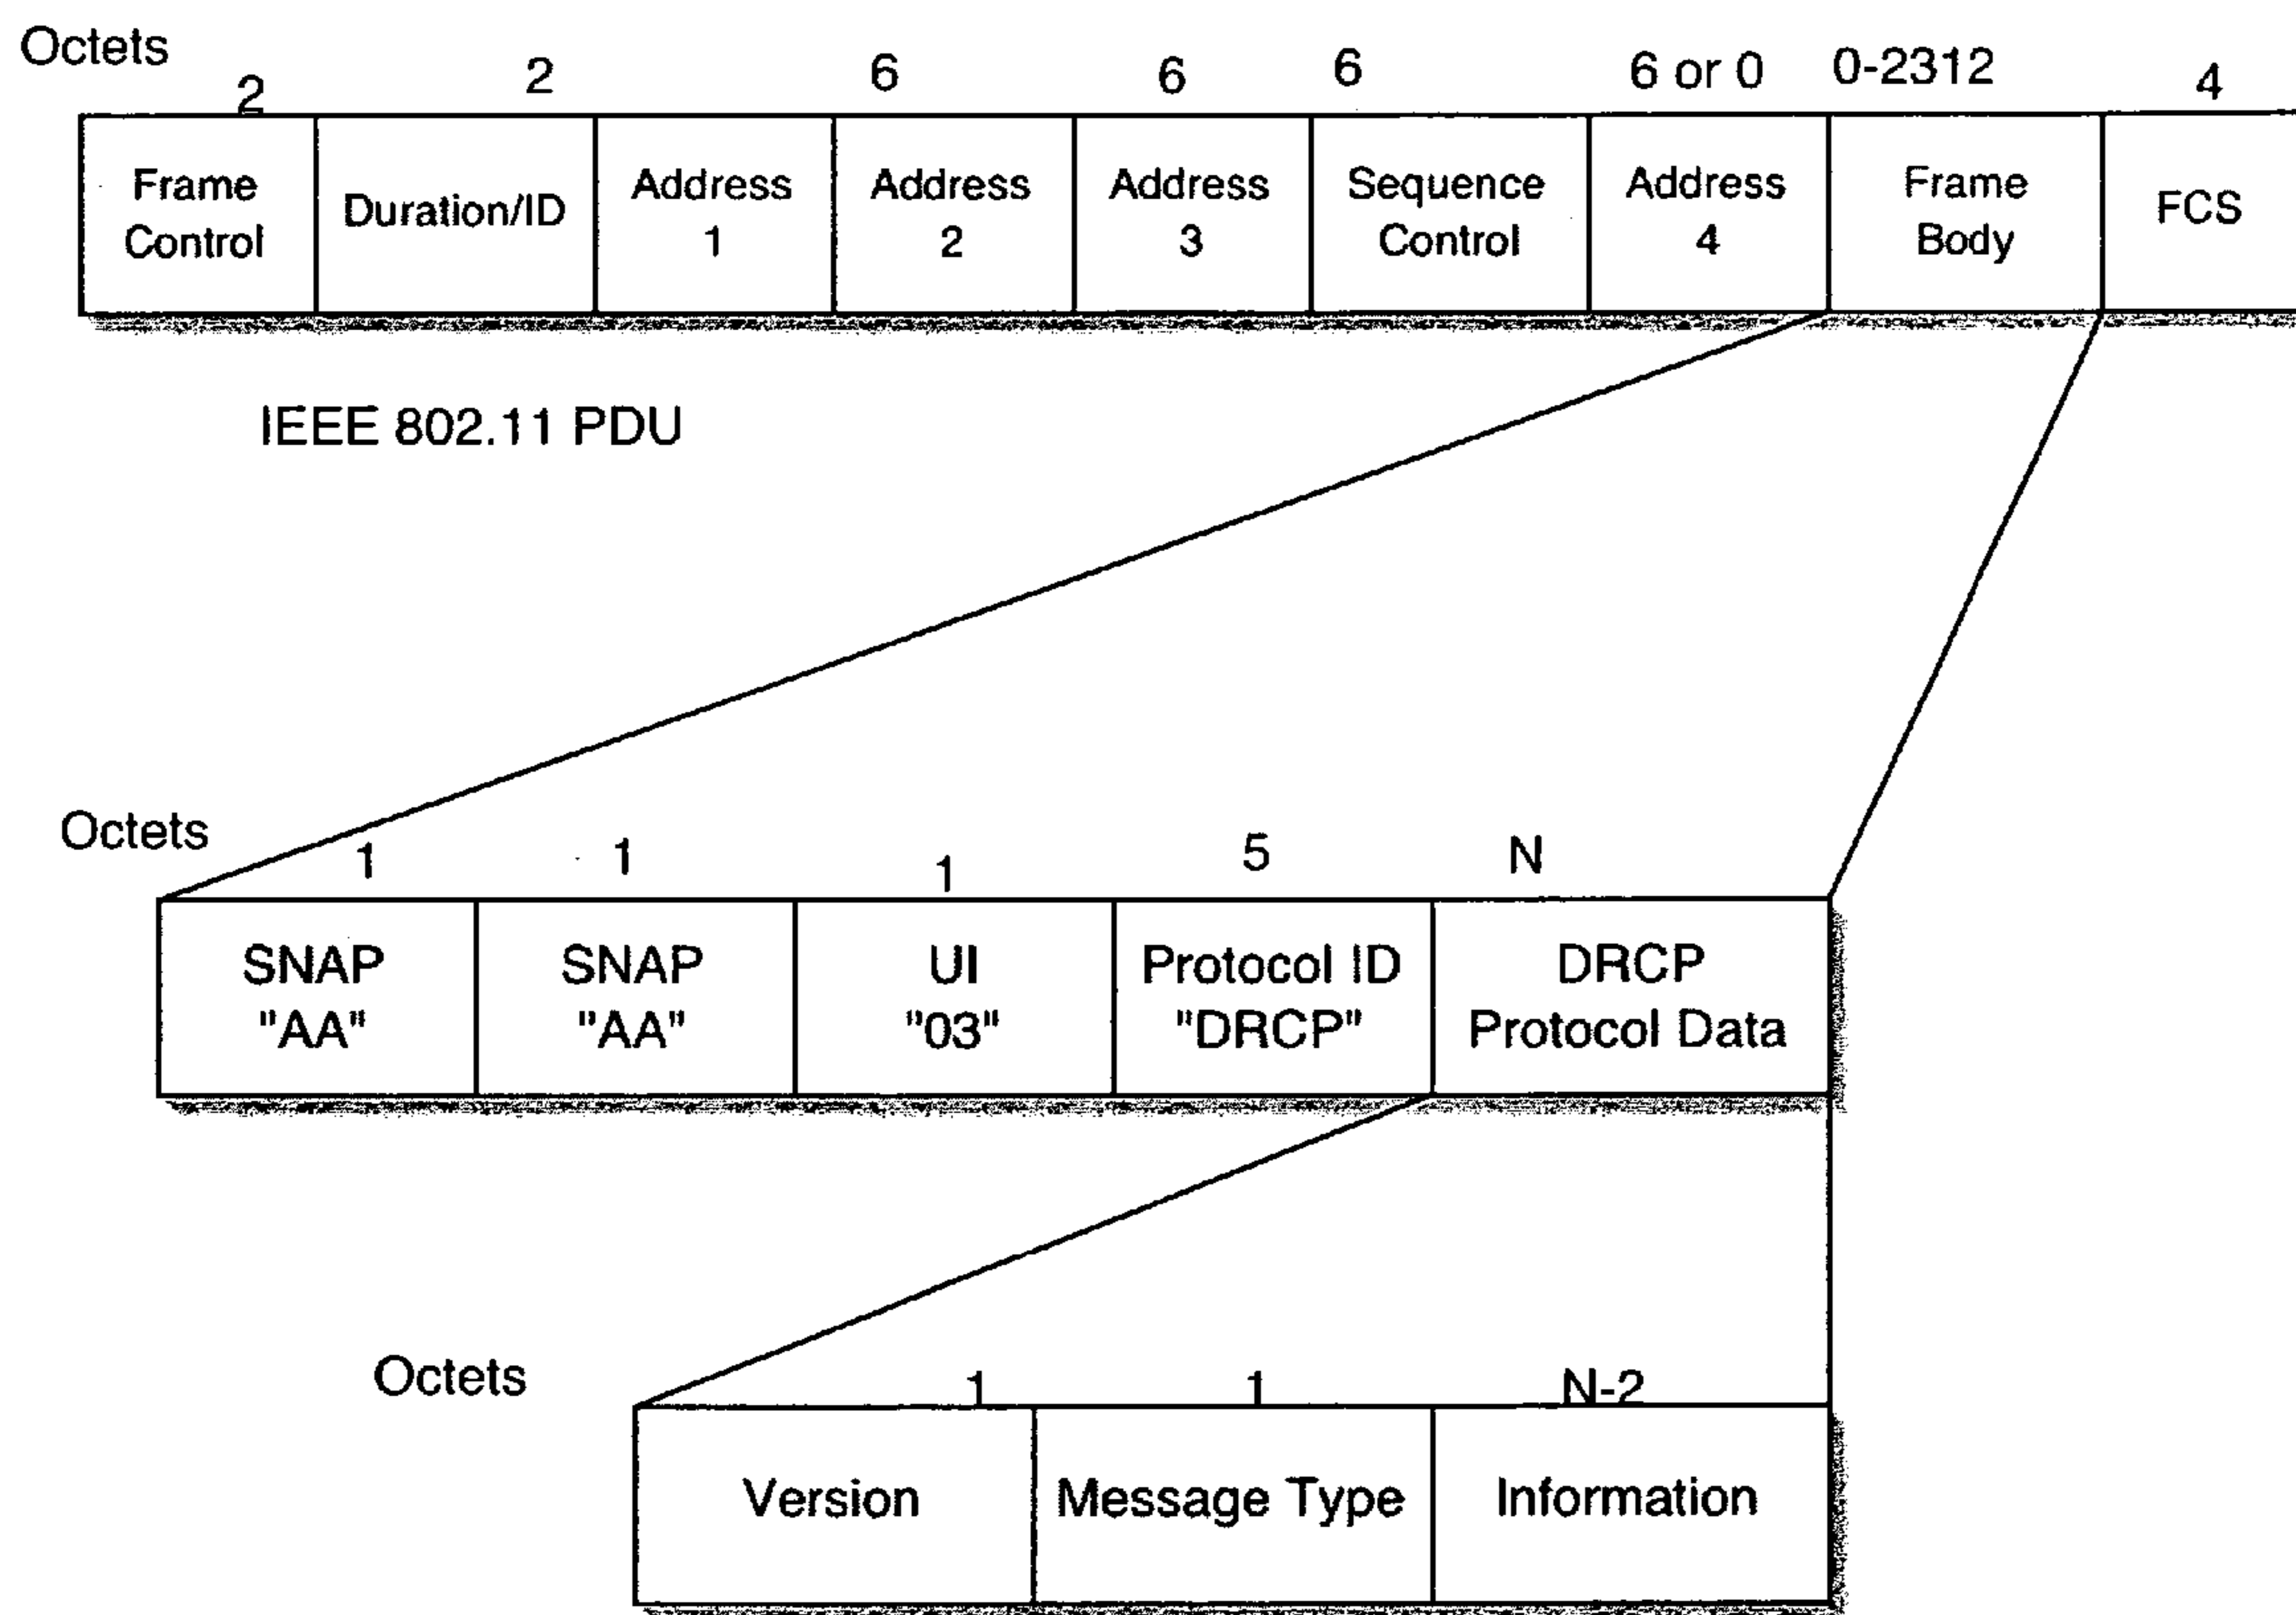 Octets
2 2 6 6 6 6 or 0 0-2312 4
Frame Control
Duration/ID
Address 1
Address 2
Address 3
Sequence Control
Address 4
Frame Body
FCS
IEEE 802.11 PDU
Octets
1 1 1 5 N
SNAP "AA"
SNAP "AA"
UI "03"
Protocol ID "DRCP"
DRCP Protocol Data
Octets
1 1 N-2
Version
Message Type
Information